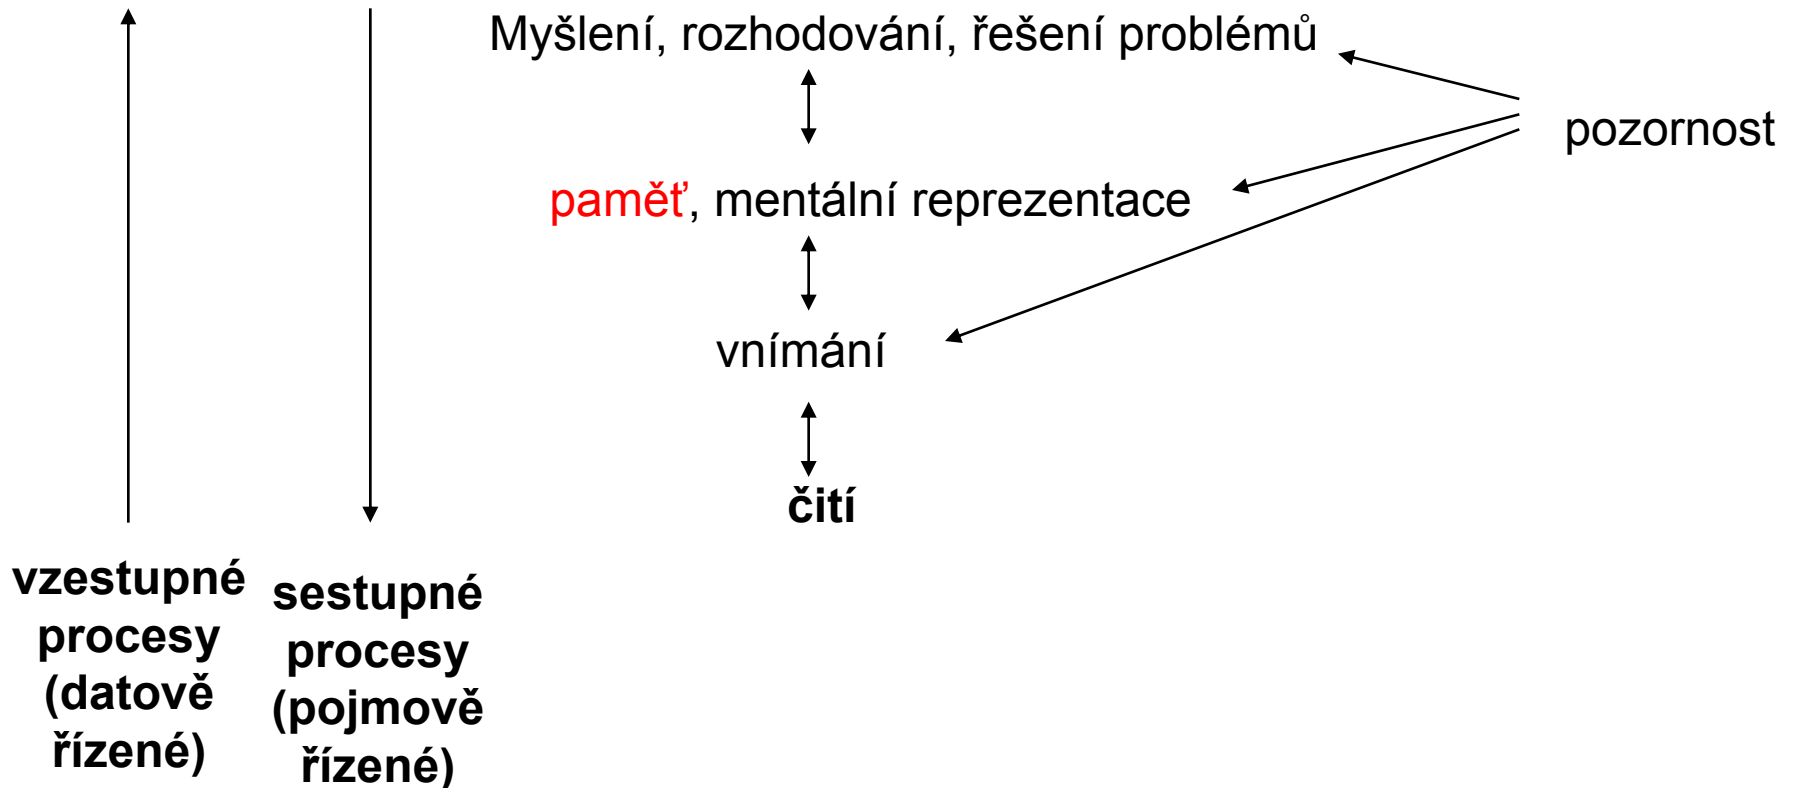 Myšlení, rozhodování, řešení problémů
pozornost
paměť, mentální reprezentace
vnímání
čití
vzestupné
procesy
(datově
řízené)
sestupné
procesy
(pojmově
řízené)